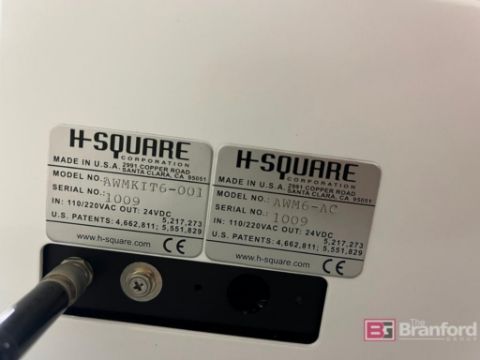 H-SQUARE
CORPORATION
MADE IN U.S.A. 2991 COPPER ROAD
SANTA CLARA, CA 95051
MODEL NO.: AWMKIT6-001
SERIAL NO.: 1009
IN: 110/220VAC OUT: 24VDC
5,217,273
U.S. PATENTS: 4,662,811; 5,551,829
www.h-square.com CE
H-SQUARE
CORPORATION
MADE IN U.S.A. 2991 COPPER ROAD
SANTA CLARA, CA 95051
MODEL NO.: AWM6-AC
SERIAL NO.: 1009
IN: 110/220VAC OUT: 24VDC
5,217,273
U.S. PATENTS: 4,662,811; 5,551,829
www.h-square.com CE
BG The
Branford
GROUP